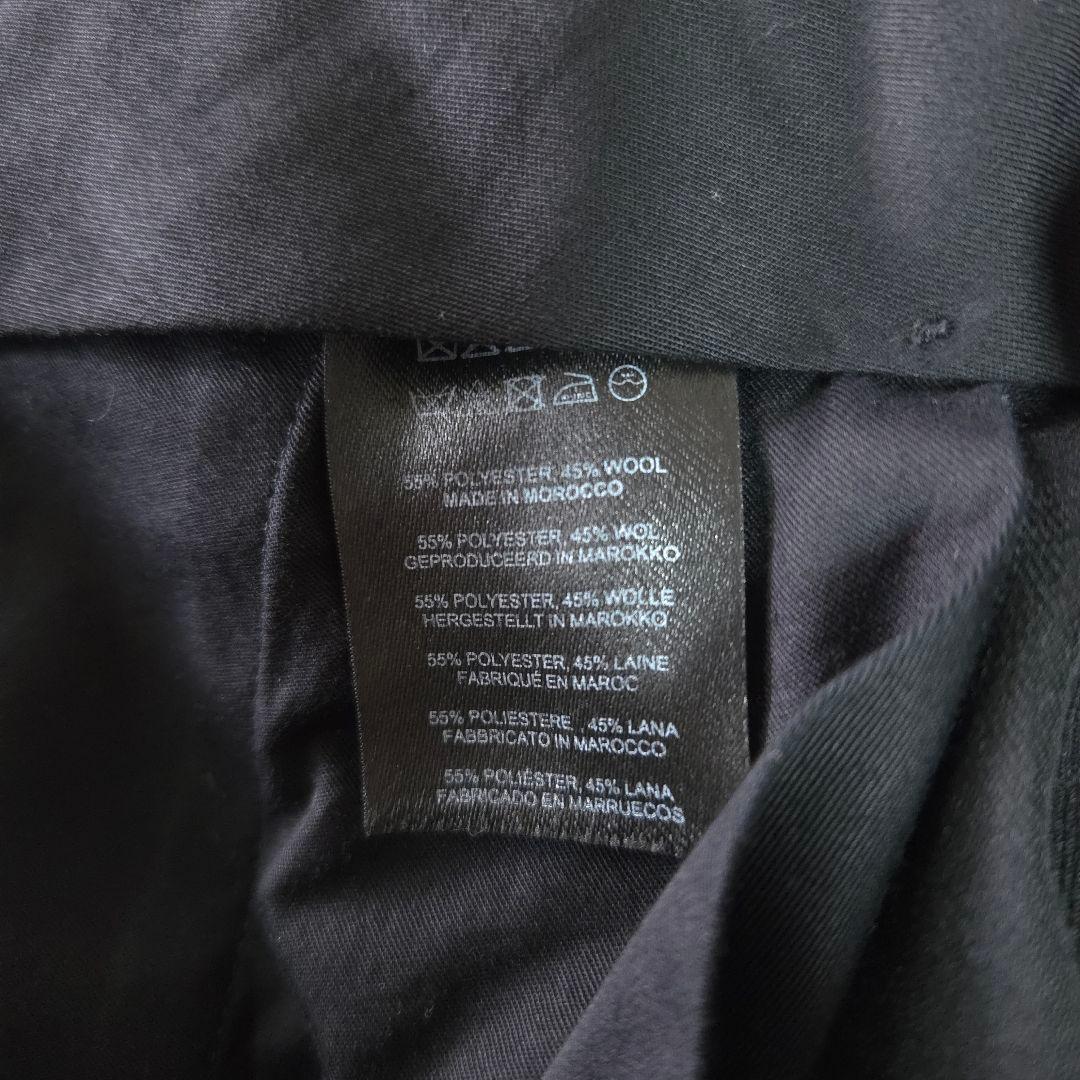 55% POLYESTER, 45% WOOL
MADE IN MOROCCO
55% POLYESTER, 45% WOL
GEPRODUCEERD IN MAROKKO
55% POLYESTER, 45% WOLLE
HERGESTELLT IN MAROKKO
55% POLYESTER, 45% LAINE
FABRIQUÉ EN MAROC
55% POLIESTERE , 45% LANA
FABBRICATO IN MAROCCO
55% POLIÉSTER, 45% LANA
FABRICADO EN MARRUECOS